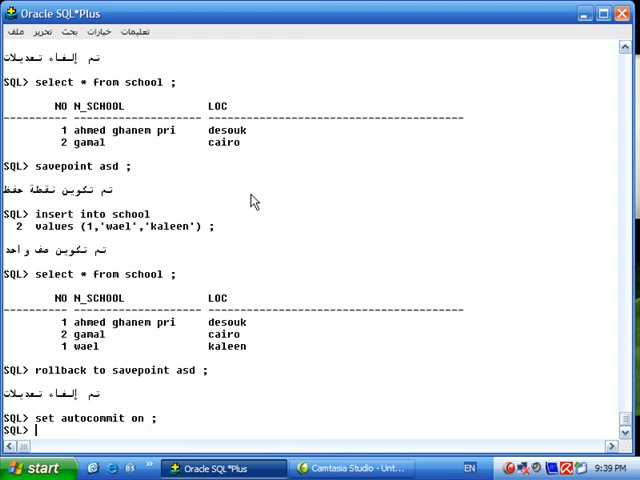 Oracle SQL*Plus
ملف تحرير بحث خيارات تعليمات
تم إلغاء تعديلات
SQL> select * from school ;
NO N_SCHOOL LOC
---------- -------------------- ----------------------------------------
1 ahmed ghanem pri desouk
2 gamal cairo
SQL> savepoint asd ;
تم تكوين نقطة حفظ
SQL> insert into school
2 values (1,'wael','kaleen') ;
تم تكوين صف واحد
SQL> select * from school ;
NO N_SCHOOL LOC
---------- -------------------- ----------------------------------------
1 ahmed ghanem pri desouk
2 gamal cairo
1 wael kaleen
SQL> rollback to savepoint asd ;
تم إلغاء تعديلات
SQL> set autocommit on ;
SQL>
start Oracle SQL*Plus Camtasia Studio - Unt... EN 9:39 PM